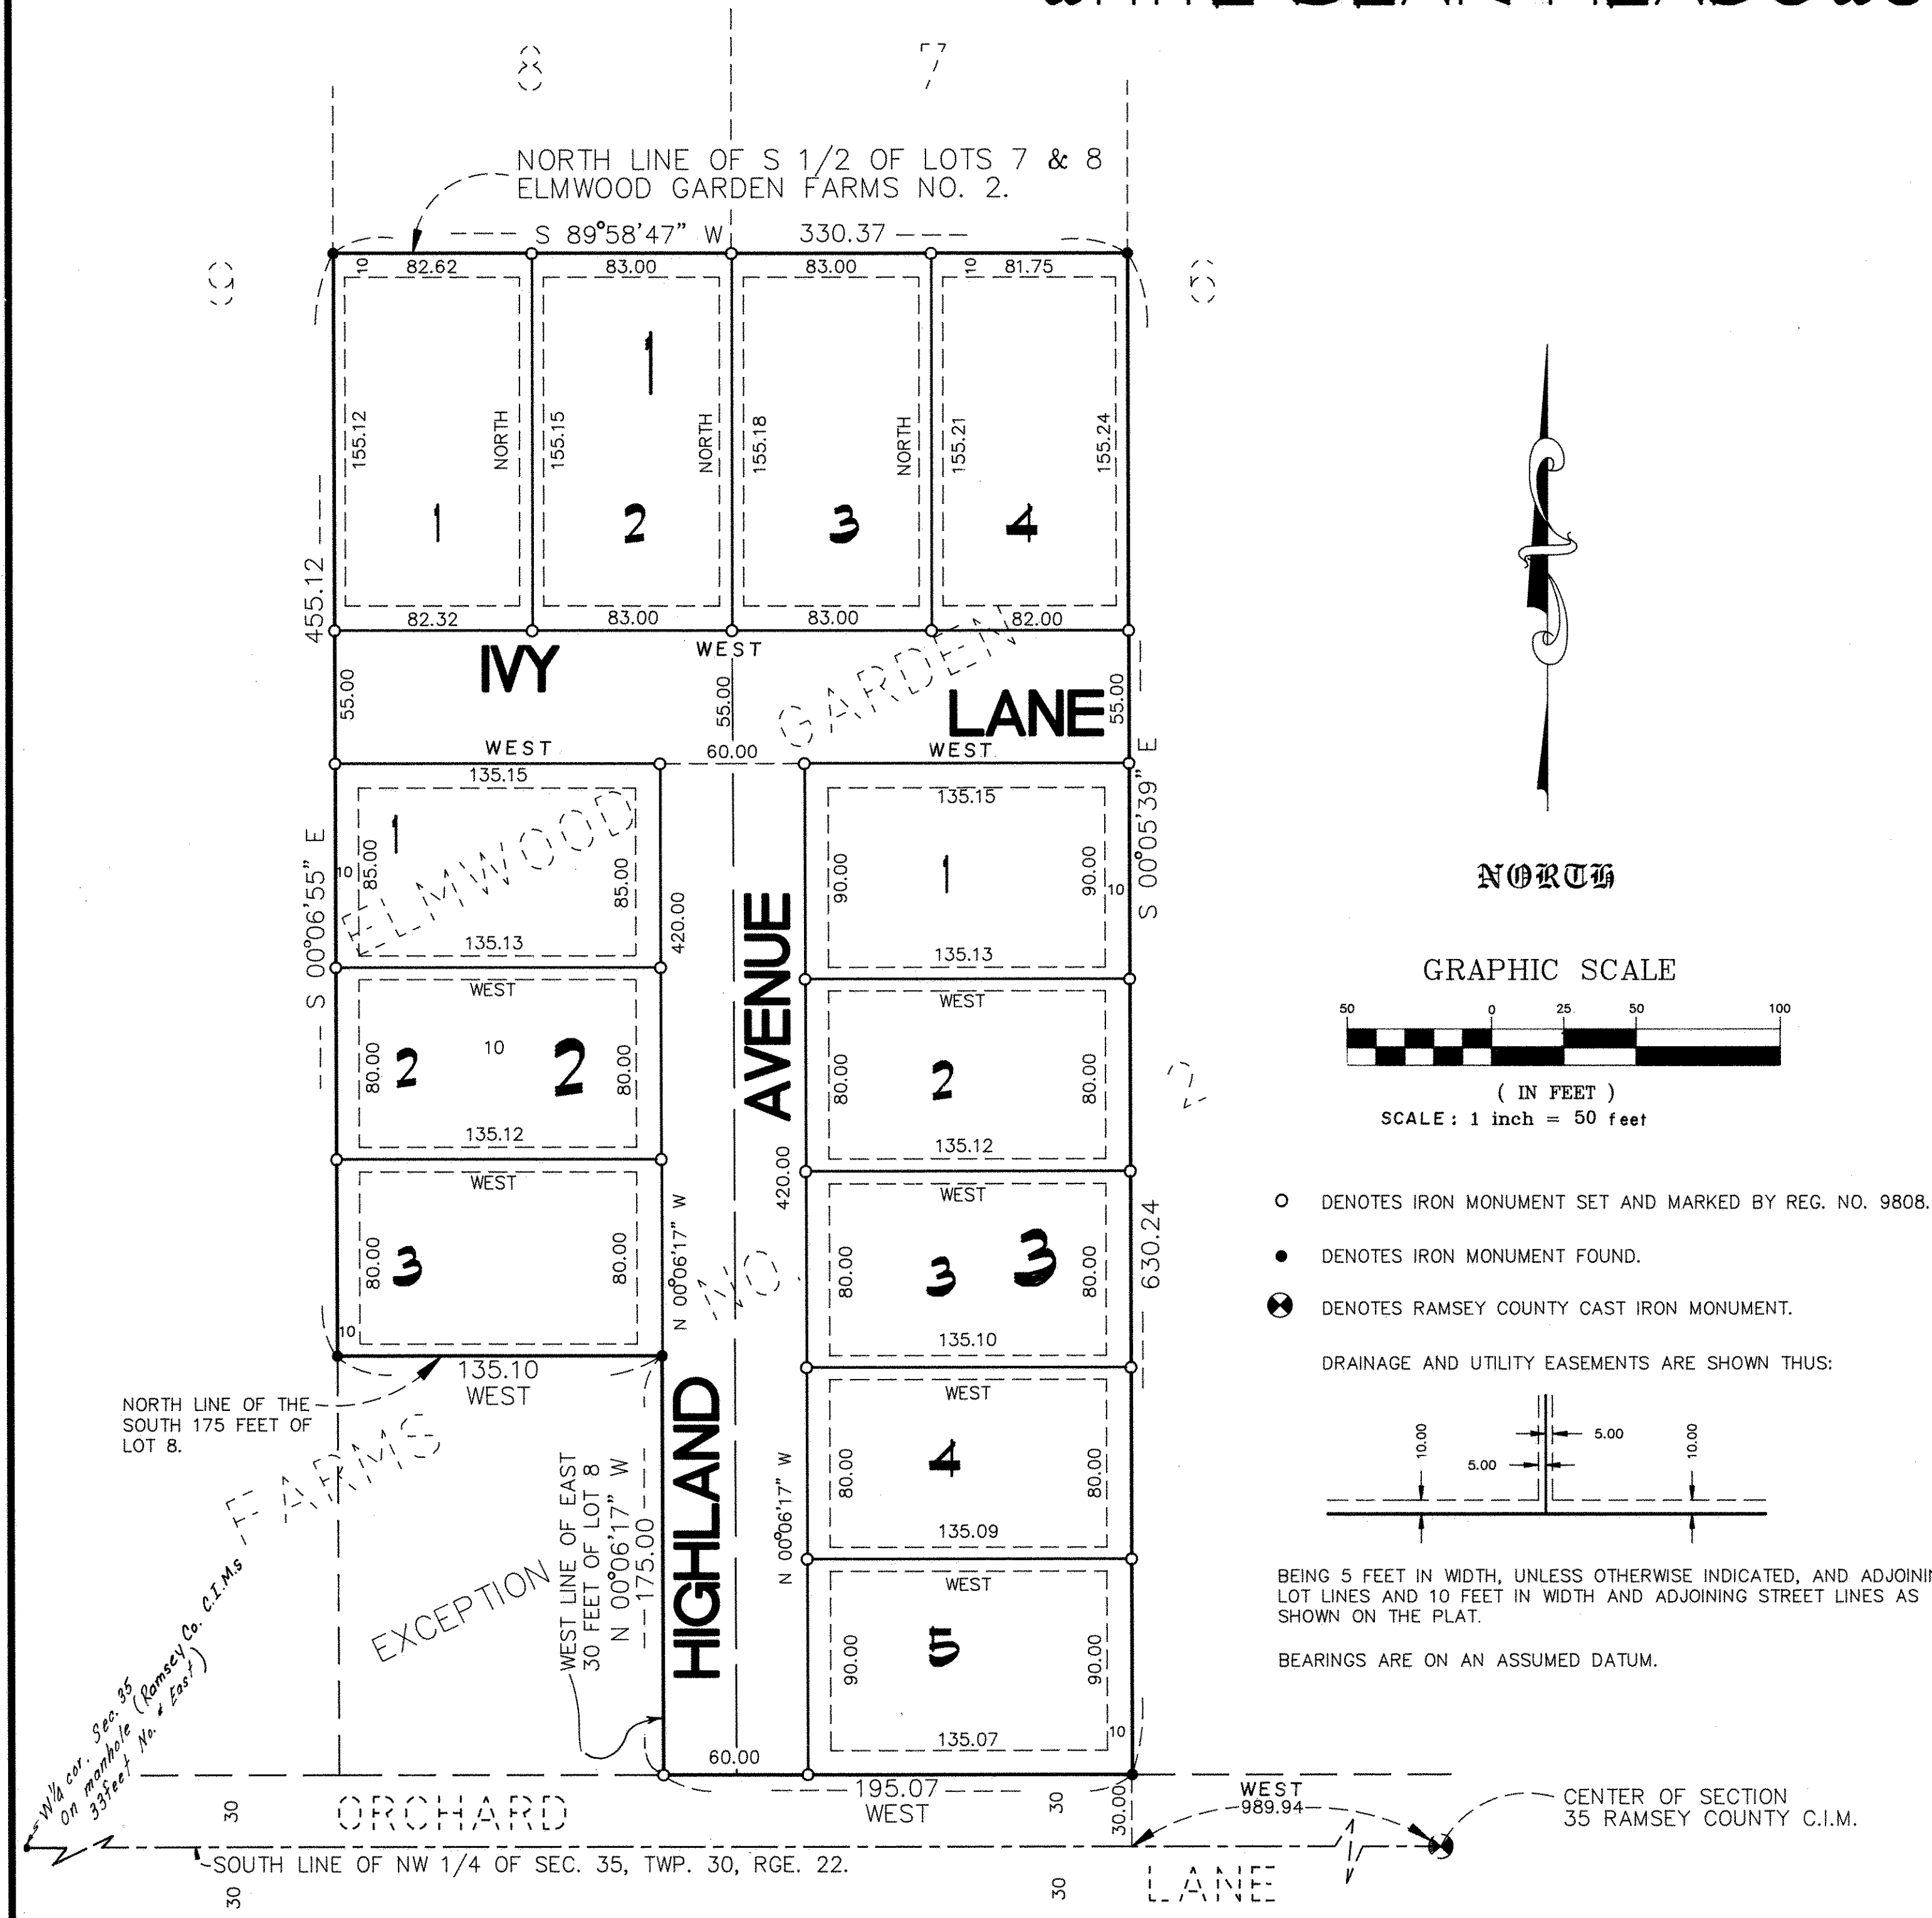 8
7
NORTH LINE OF S 1/2 OF LOTS 7 & 8
ELMWOOD GARDEN FARMS NO. 2.
S 89°58'47" W 330.37
9
10
82.62
83.00
83.00
10
81.75
6
1
155.12
NORTH
155.15
NORTH
155.18
NORTH
155.21
155.24
1
2
3
4
455.12
82.32
83.00
83.00
82.00
WEST
IVY
LANE
55.00
55.00
55.00
GARDEN
WEST
60.00
WEST
135.15
135.15
S 00°06'55" E
S 00°05'39" E
1
10
85.00
85.00
ELMWOOD
420.00
90.00
1
90.00
10
135.13
135.13
AVENUE
WEST
WEST
80.00
2
10
2
80.00
80.00
2
80.00
2
135.12
135.12
WEST
WEST
420.00
630.24
80.00
3
80.00
N 00°06'17" W
NO.
80.00
3
3
80.00
10
135.10
135.10
WEST
WEST
NORTH LINE OF THE
SOUTH 175 FEET OF
LOT 8.
FARMS
HIGHLAND
80.00
4
80.00
135.09
WEST
N 00°06'17" W
EXCEPTION
WEST LINE OF EAST
30 FEET OF LOT 8
N 00°06'17" W
175.00
90.00
5
90.00
135.07
10
60.00
195.07
WEST
30
30
30.00
WEST
989.94
ORCHARD
W1/4 cor. Sec. 35
On manhole (Ramsey Co. C.I.M.s
33feet No. & East)
SOUTH LINE OF NW 1/4 OF SEC. 35, TWP. 30, RGE. 22.
30
30
LANE
CENTER OF SECTION
35 RAMSEY COUNTY C.I.M.
NORTH
GRAPHIC SCALE
50 0 25 50 100
( IN FEET )
SCALE: 1 inch = 50 feet
DENOTES IRON MONUMENT SET AND MARKED BY REG. NO. 9808.
DENOTES IRON MONUMENT FOUND.
DENOTES RAMSEY COUNTY CAST IRON MONUMENT.
DRAINAGE AND UTILITY EASEMENTS ARE SHOWN THUS:
10.00
5.00
5.00
10.00
BEING 5 FEET IN WIDTH, UNLESS OTHERWISE INDICATED, AND ADJOININ
LOT LINES AND 10 FEET IN WIDTH AND ADJOINING STREET LINES AS
SHOWN ON THE PLAT.
BEARINGS ARE ON AN ASSUMED DATUM.